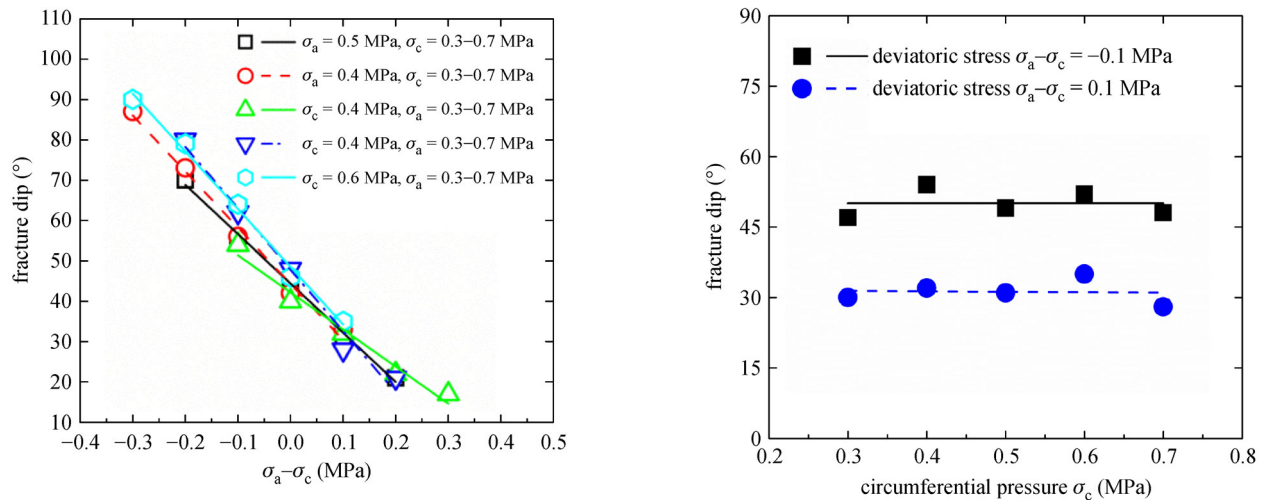 110
100
90
80
70
60
50
40
30
20
10
fracture dip (°)
σa = 0.5 MPa, σc = 0.3−0.7 MPa
σa = 0.4 MPa, σc = 0.3−0.7 MPa
σc = 0.4 MPa, σa = 0.3−0.7 MPa
σc = 0.4 MPa, σa = 0.3−0.7 MPa
σc = 0.6 MPa, σa = 0.3−0.7 MPa
−0.3 −0.2 −0.1 0.0 0.1 0.2 0.3 0.4 0.5
σa−σc (MPa)
90
75
60
45
30
15
0
fracture dip (°)
deviatoric stress σa−σc = −0.1 MPa
deviatoric stress σa−σc = 0.1 MPa
0.2 0.3 0.4 0.5 0.6 0.7 0.8
circumferential pressure σc (MPa)